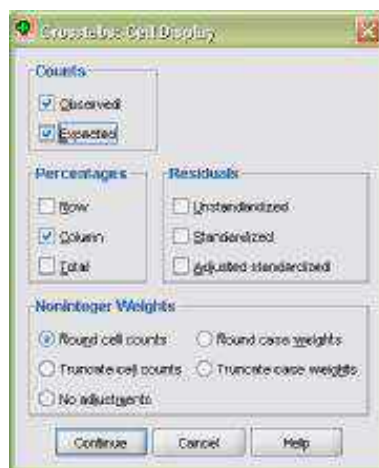 Crosstabs: Cell Display
Counts
Observed
Expected
Percentages
Row
Column
Total
Residuals
Unstandardized
Standardized
Adjusted standardized
Noninteger Weights
Round cell counts
Round case weights
Truncate cell counts
Truncate case weights
No adjustments
Continue
Cancel
Help